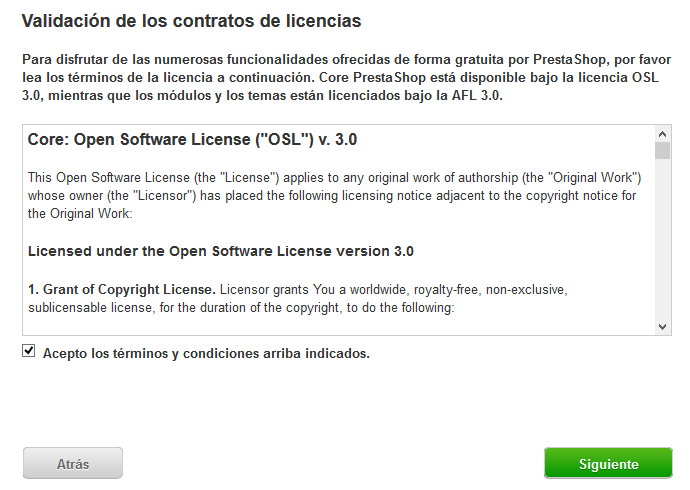 Validación de los contratos de licencias
Para disfrutar de las numerosas funcionalidades ofrecidas de forma gratuita por PrestaShop, por favor
lea los términos de la licencia a continuación. Core PrestaShop está disponible bajo la licencia OSL
3.0, mientras que los módulos y los temas están licenciados bajo la AFL 3.0.
Core: Open Software License ("OSL") v. 3.0
This Open Software License (the "License") applies to any original work of authorship (the "Original Work")
whose owner (the "Licensor") has placed the following licensing notice adjacent to the copyright notice for
the Original Work:
Licensed under the Open Software License version 3.0
1. Grant of Copyright License. Licensor grants You a worldwide, royalty-free, non-exclusive,
sublicensable license, for the duration of the copyright, to do the following:
Acepto los términos y condiciones arriba indicados.
Atrás
Siguiente